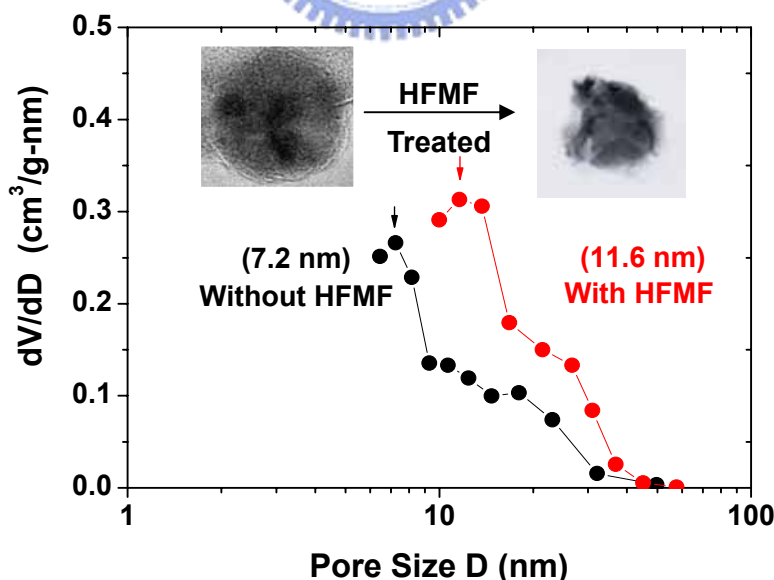 0.5
0.4
0.3
0.2
0.1
0.0
dV/dD (cm³/g-nm)
HFMF
Treated
(7.2 nm)
Without HFMF
(11.6 nm)
With HFMF
1
10
100
Pore Size D (nm)